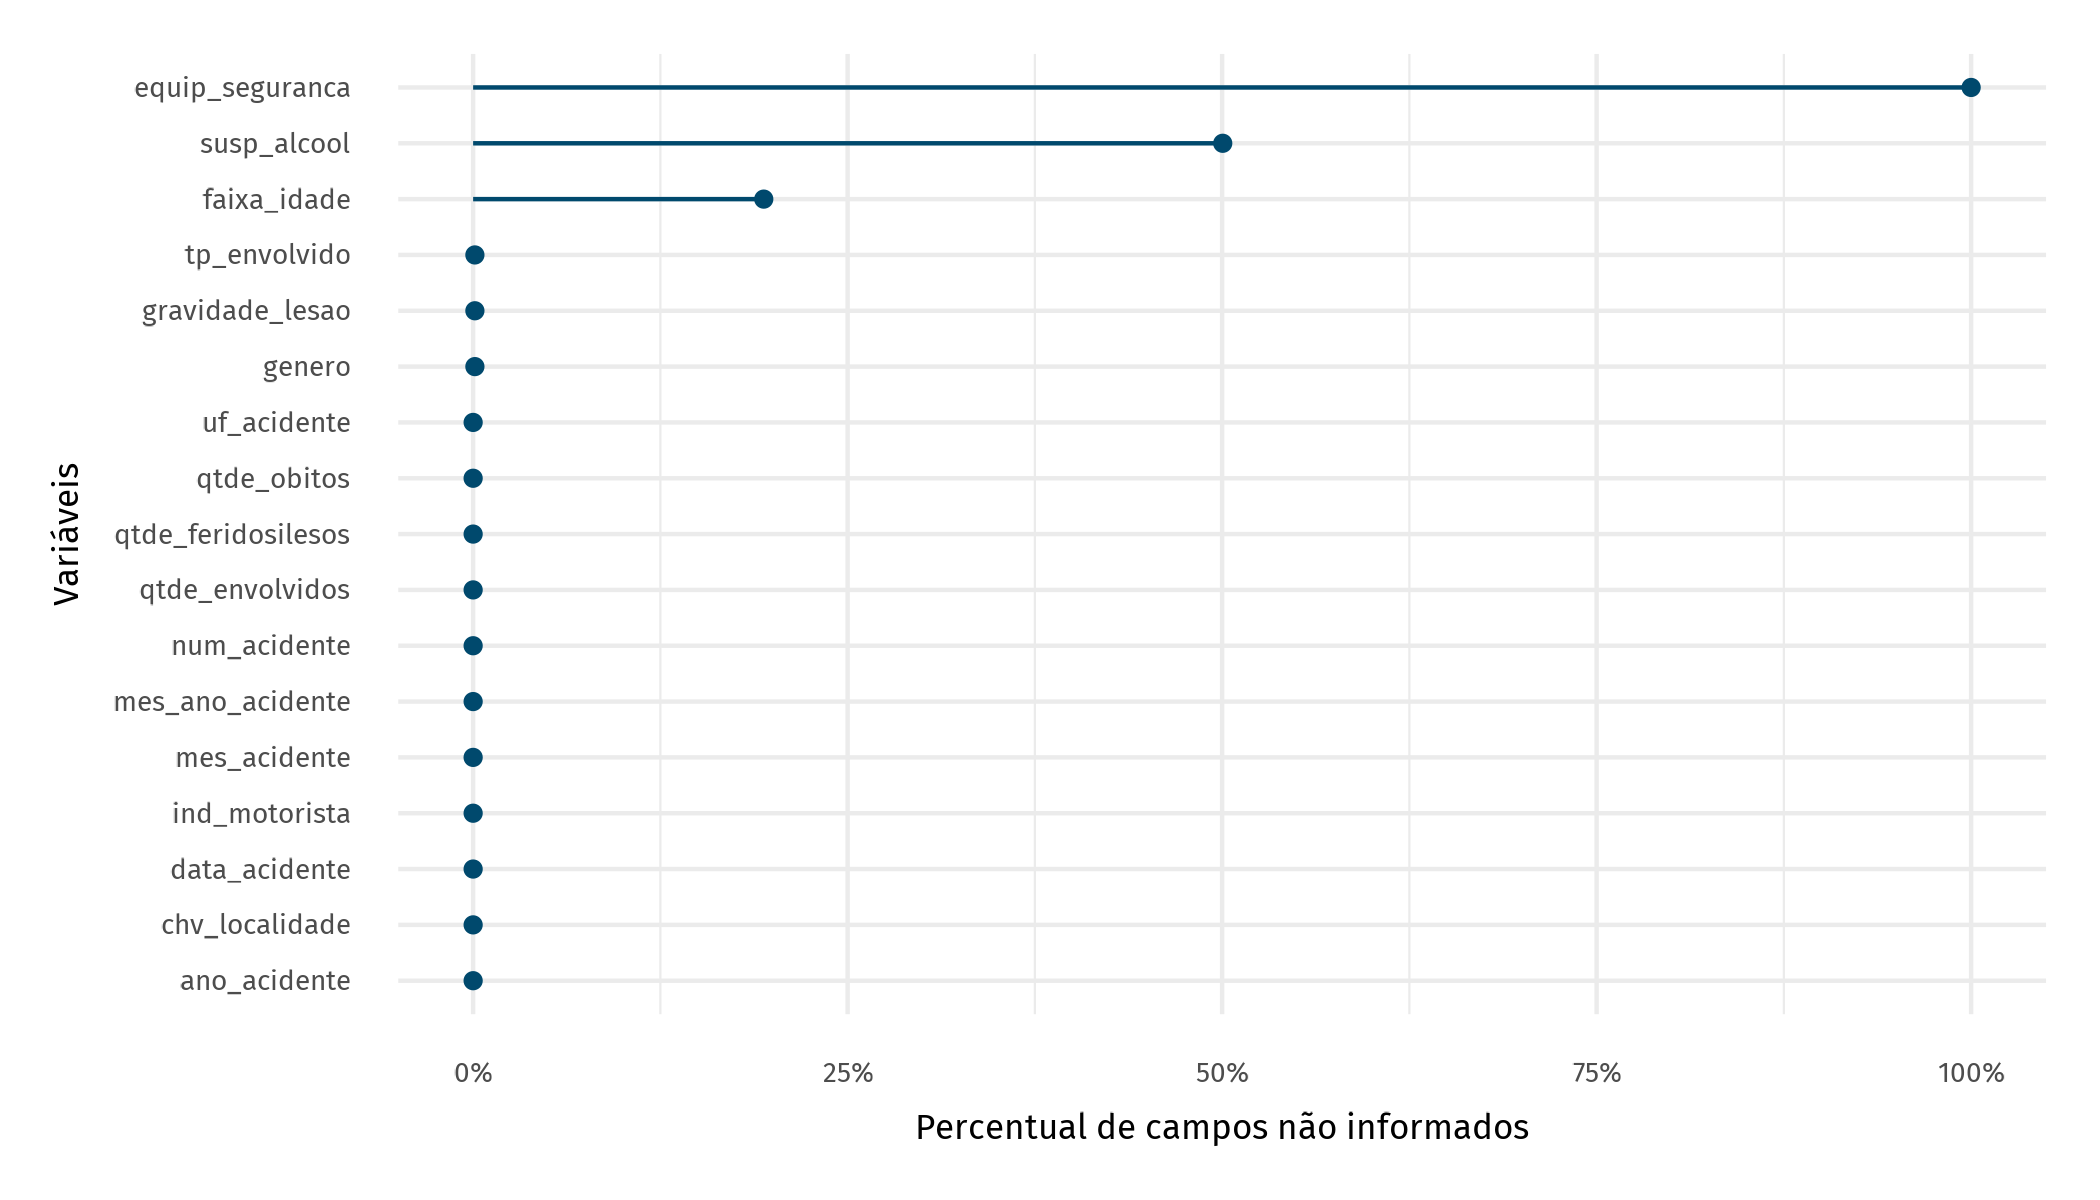 equip_seguranca
susp_alcool
faixa_idade
tp_envolvido
gravidade_lesao
genero
uf_acidente
qtde_obitos
qtde_feridosilesos
qtde_envolvidos
num_acidente
mes_ano_acidente
mes_acidente
ind_motorista
data_acidente
chv_localidade
ano_acidente
Variáveis
0% 25% 50% 75% 100%
Percentual de campos não informados